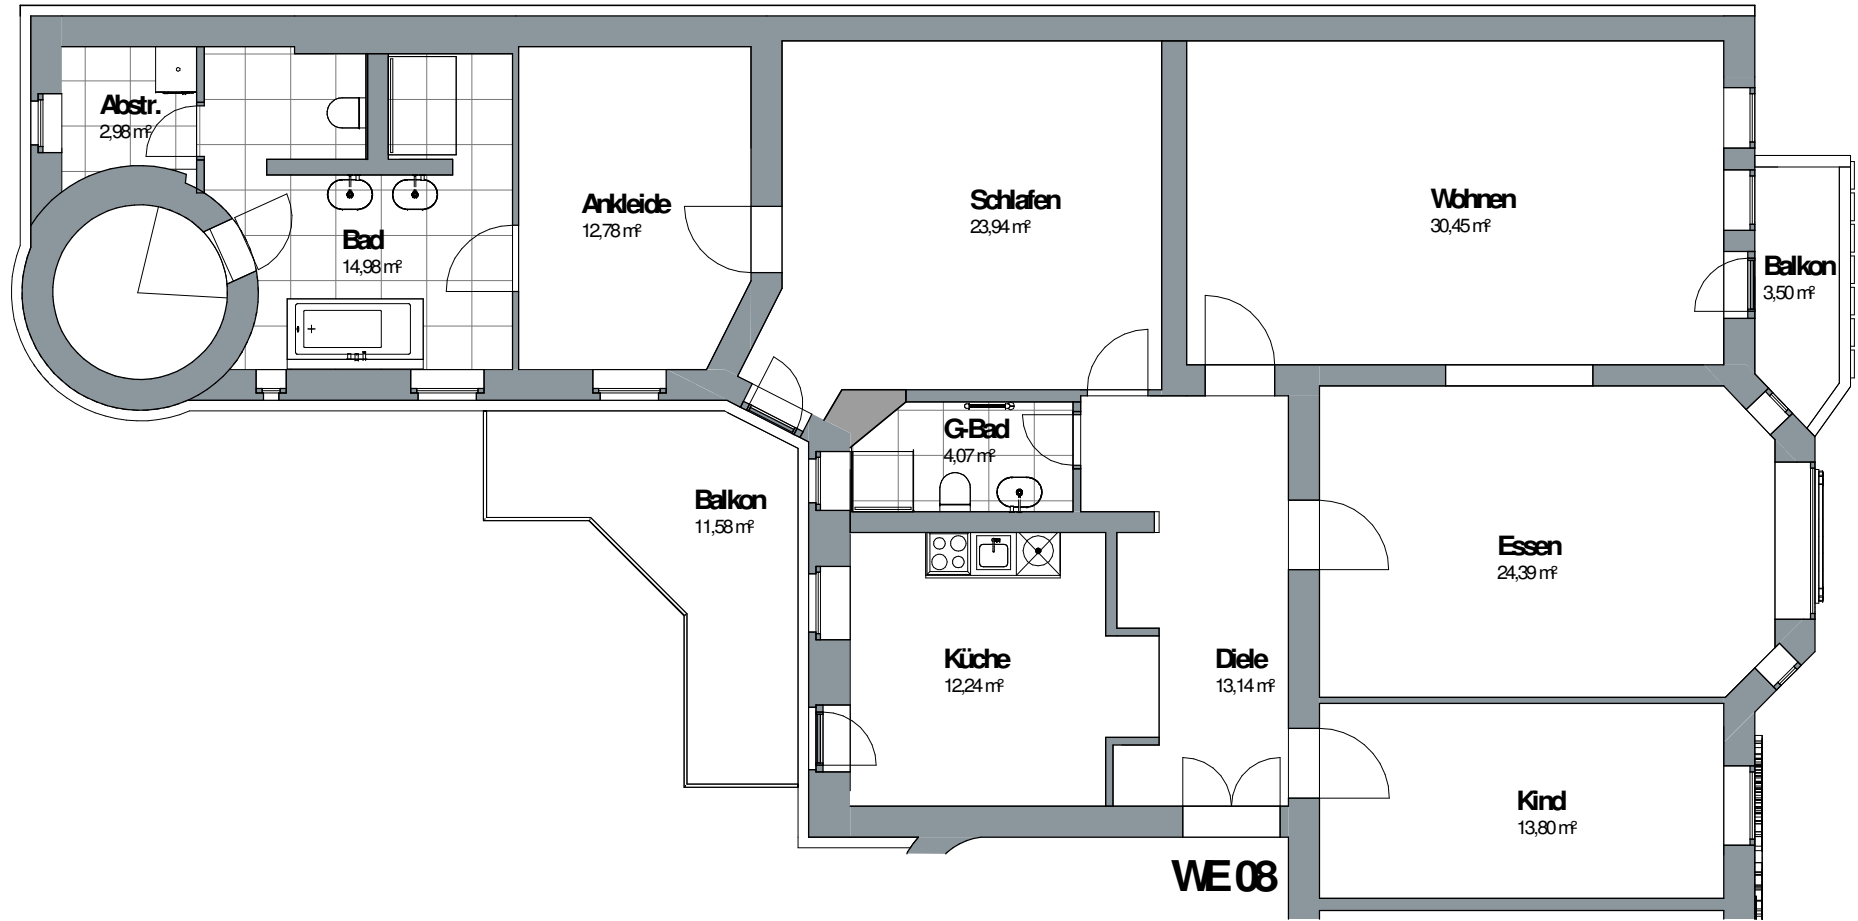 Abstr.
2,98 m²
Bad
14,98 m²
Ankleide
12,78 m²
Schlafen
23,94 m²
Wohnen
30,45 m²
Balkon
3,50 m²
G-Bad
4,07 m²
Balkon
11,58 m²
Essen
24,39 m²
Küche
12,24 m²
Diele
13,14 m²
Kind
13,80 m²
WE 08